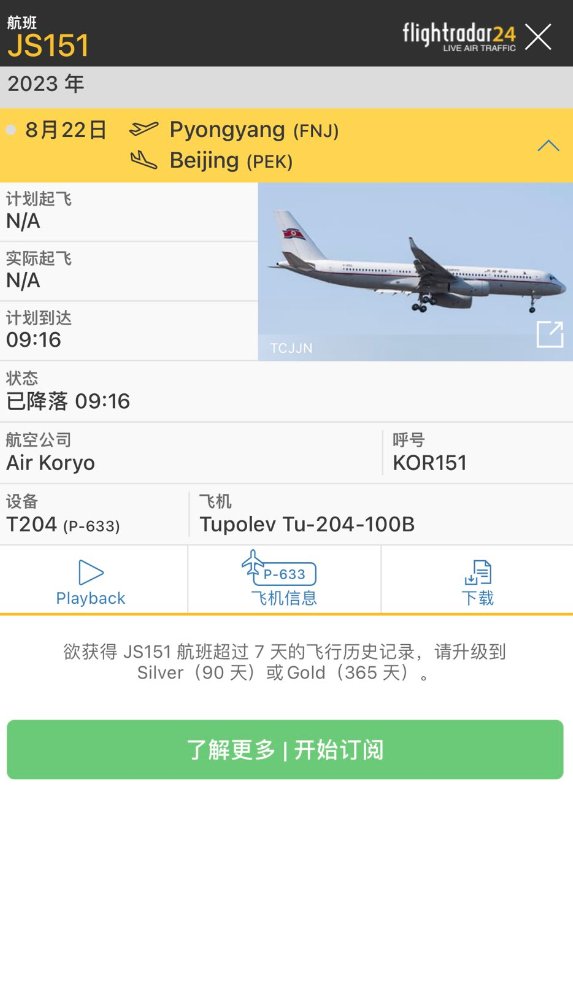 航班
JS151
flightradar24
LIVE AIR TRAFFIC
2023 年
8月22日
Pyongyang (FNJ)
Beijing (PEK)
计划起飞
N/A
实际起飞
N/A
计划到达
09:16
TCJJN
状态
已降落 09:16
航空公司
Air Koryo
呼号
KOR151
设备
T204 (P-633)
飞机
Tupolev Tu-204-100B
Playback
P-633
飞机信息
下载
欲获得 JS151 航班超过 7 天的飞行历史记录，请升级到
Silver（90 天）或Gold（365 天）。
了解更多 | 开始订阅